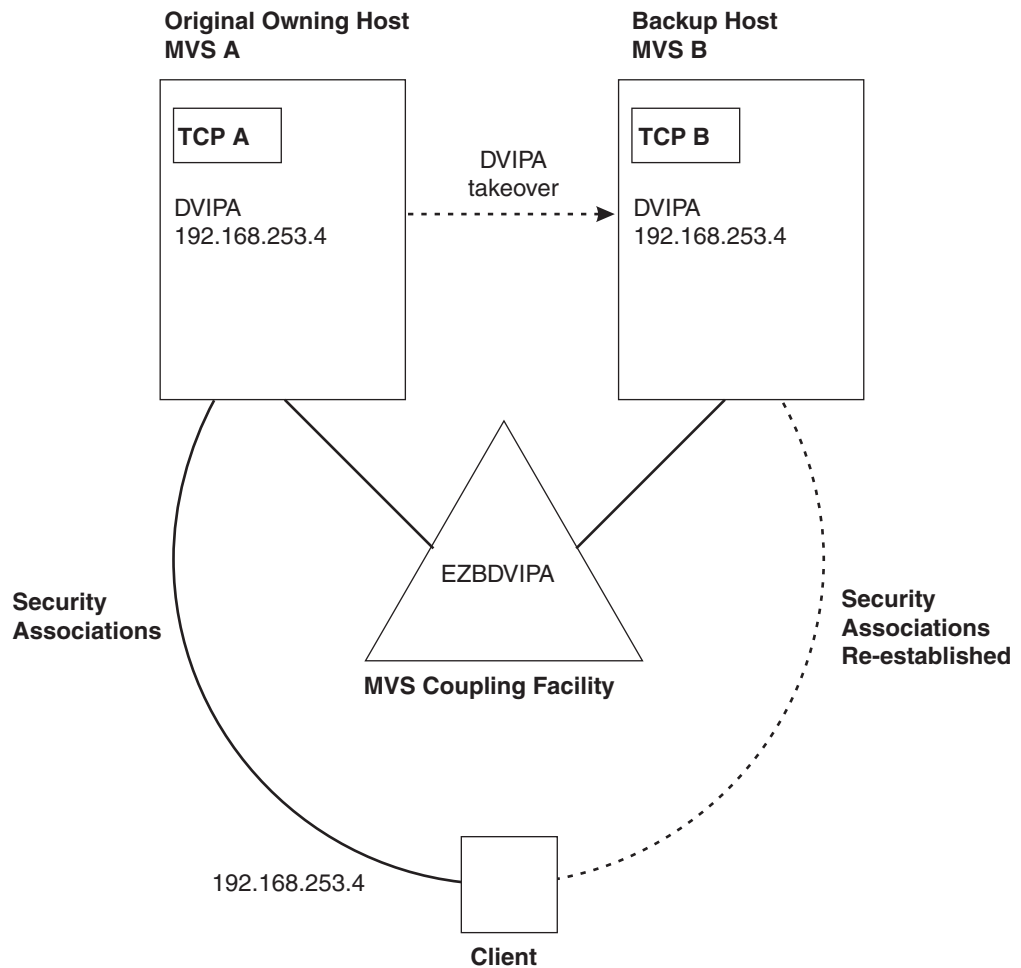 Original Owning Host
MVS A
Backup Host
MVS B
TCP A
TCP B
DVIPA
takeover
DVIPA
192.168.253.4
DVIPA
192.168.253.4
EZBDVIPA
Security
Associations
Security
Associations
Re-established
MVS Coupling Facility
192.168.253.4
Client